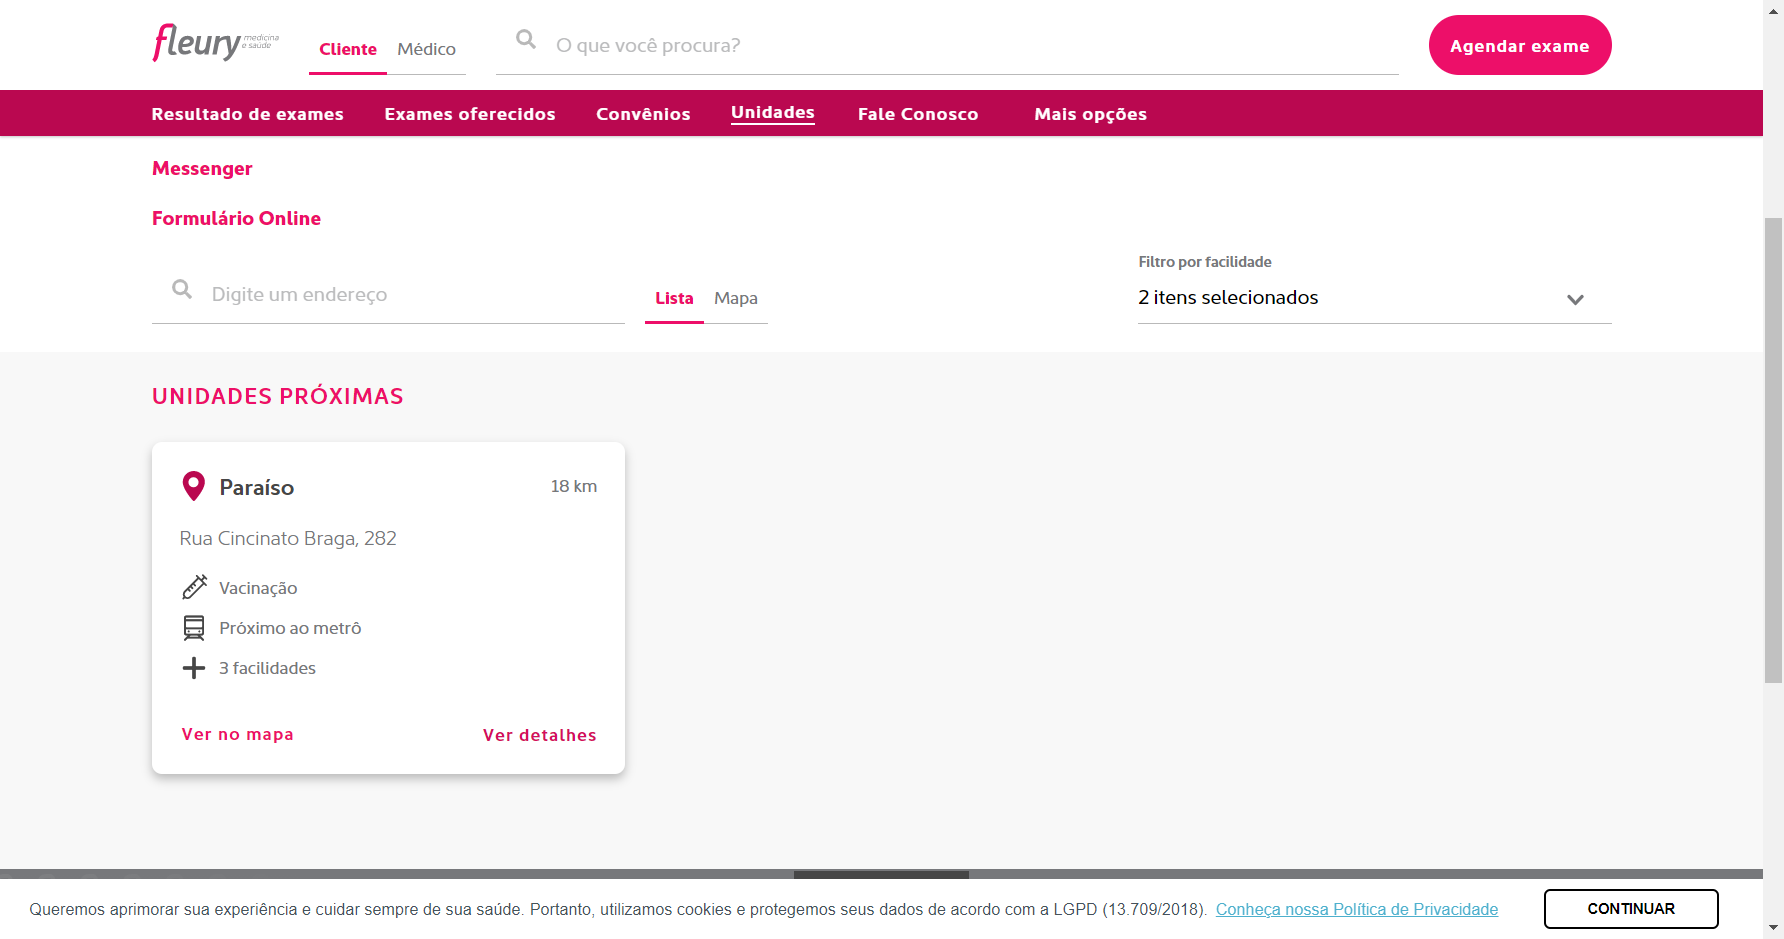 fleury medicina e saúde
Cliente Médico
O que você procura?
Agendar exame
Resultado de exames Exames oferecidos Convênios Unidades Fale Conosco Mais opções
Messenger
Formulário Online
Filtro por facilidade
Digite um endereço
Lista Mapa
2 itens selecionados
UNIDADES PRÓXIMAS
Paraíso 18 km
Rua Cincinato Braga, 282
Vacinação
Próximo ao metrô
3 facilidades
Ver no mapa Ver detalhes
Queremos aprimorar sua experiência e cuidar sempre de sua saúde. Portanto, utilizamos cookies e protegemos seus dados de acordo com a LGPD (13.709/2018). Conheça nossa Política de Privacidade
CONTINUAR